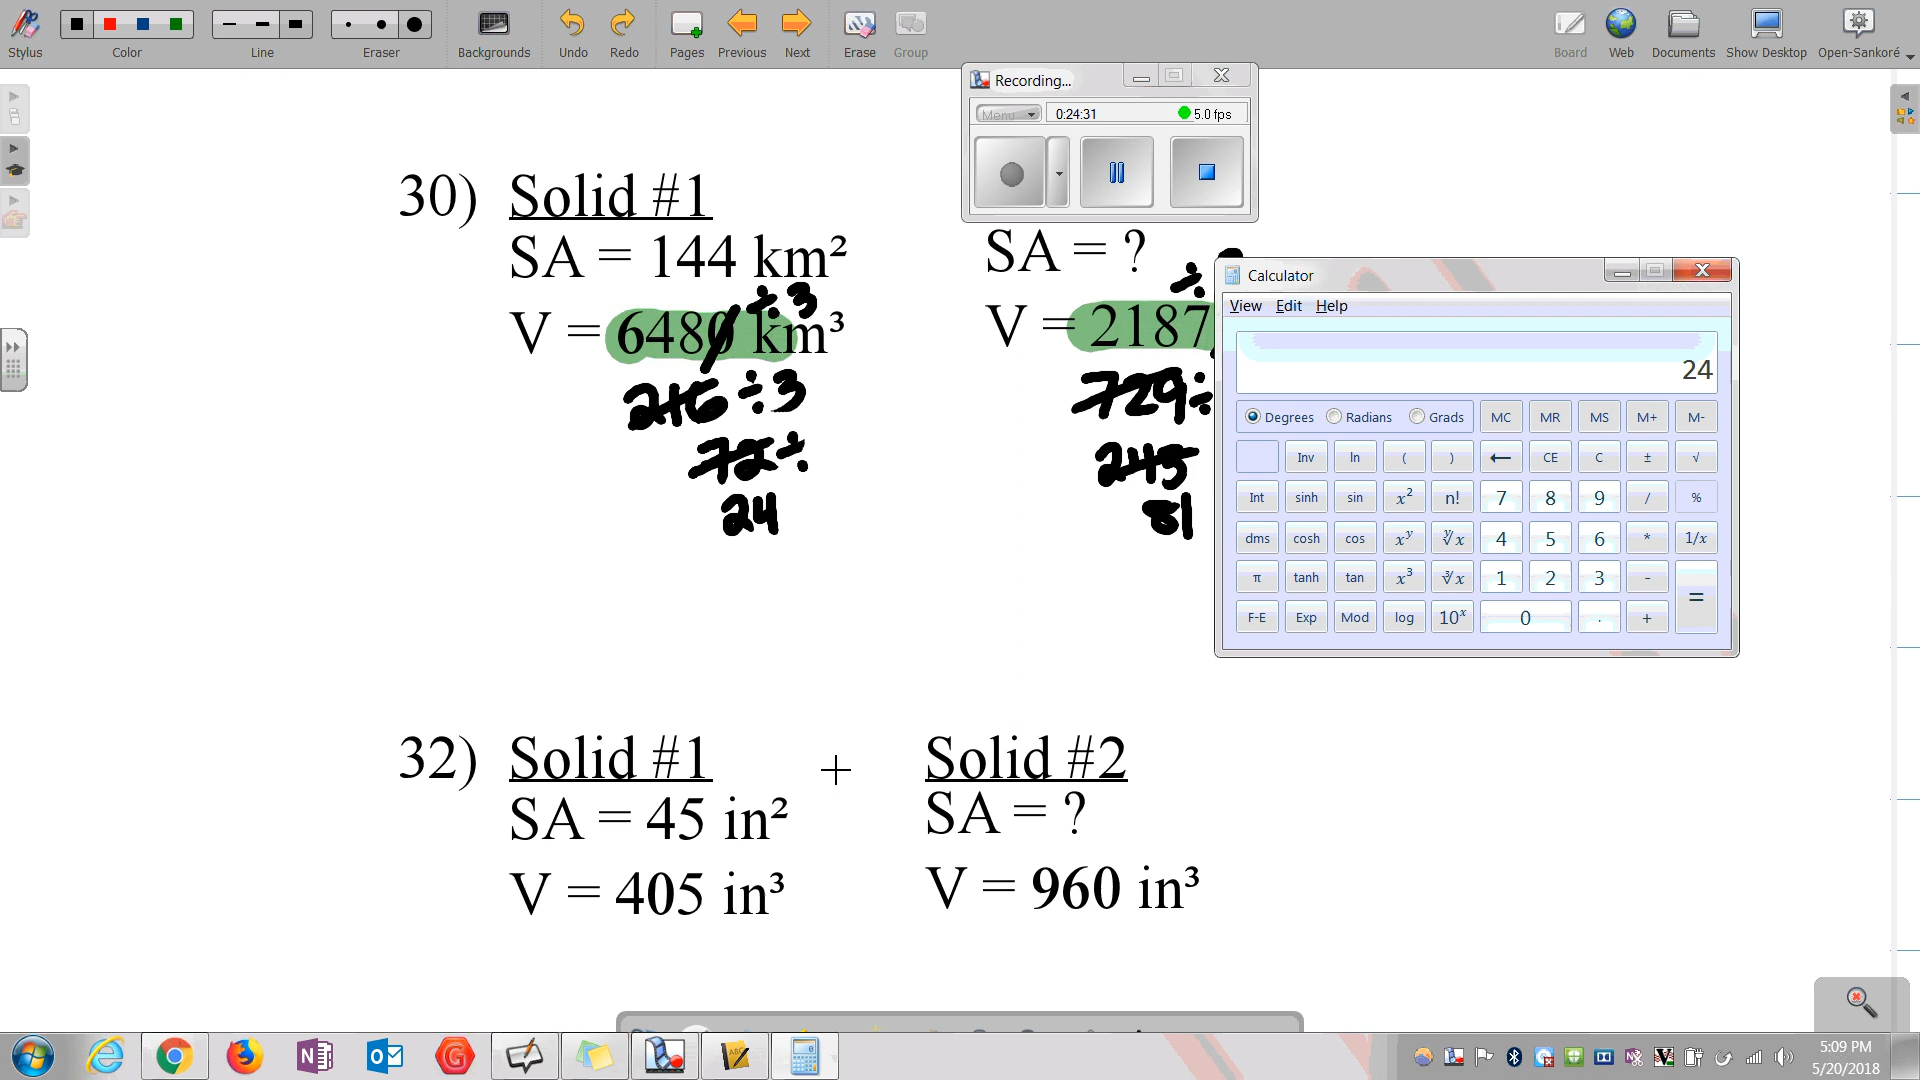 Stylus Color Line Eraser Backgrounds Undo Redo Pages Previous Next Erase Group Board Web Documents Show Desktop Open-Sankoré
Recording...
Menu 0:24:31 5.0 fps
30) Solid #1
SA = 144 km²
÷ 3
V = 6480 km³
216 ÷ 3
72 ÷
24
SA = ?
÷
V = 2187
729 ÷
243
81
Calculator
View Edit Help
24
Degrees Radians Grads MC MR MS M+ M-
Inv ln ( ) ← CE C ± √
Int sinh sin x² n! 7 8 9 / %
dms cosh cos xʸ ʸ√x 4 5 6 * 1/x
π tanh tan x³ ³√x 1 2 3 - =
F-E Exp Mod log 10ˣ 0 . +
32) Solid #1
SA = 45 in²
V = 405 in³
Solid #2
SA = ?
V = 960 in³
5:09 PM
5/20/2018